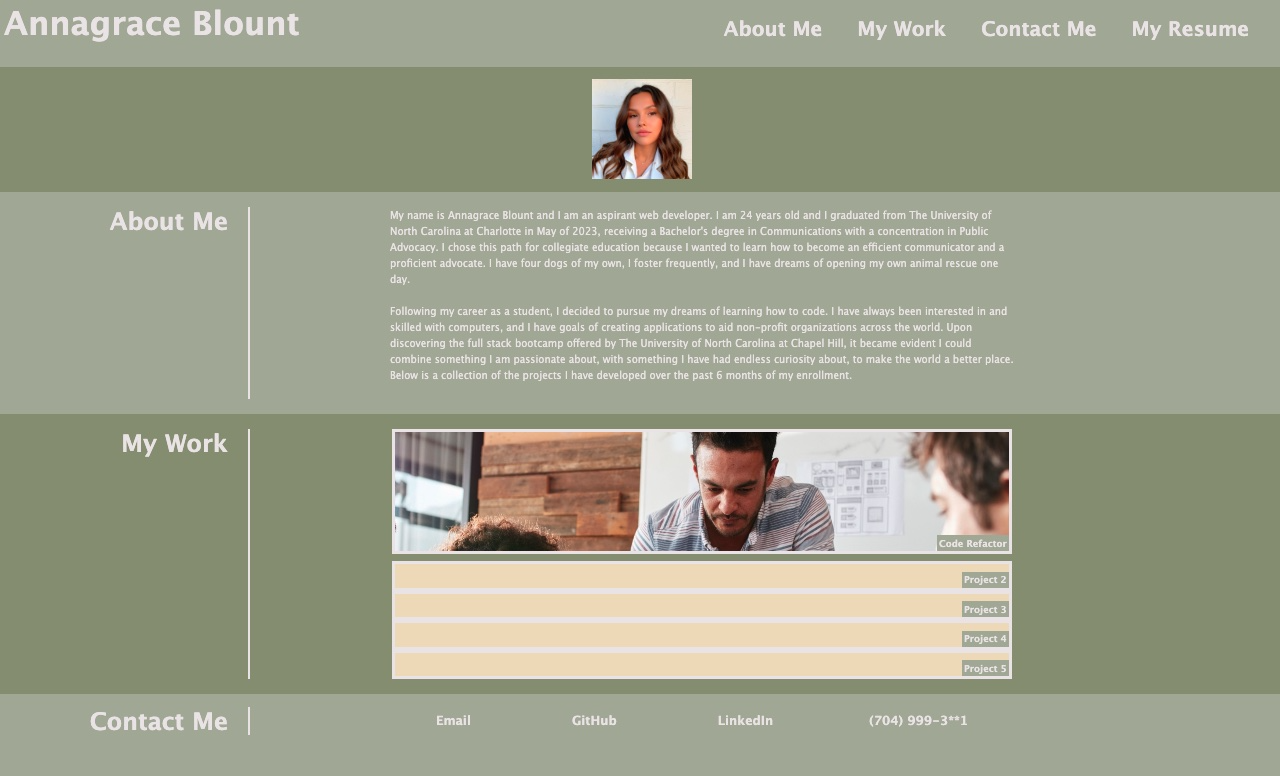 Annagrace Blount
About Me My Work Contact Me My Resume
About Me
My name is Annagrace Blount and I am an aspirant web developer. I am 24 years old and I graduated from The University of
North Carolina at Charlotte in May of 2023, receiving a Bachelor's degree in Communications with a concentration in Public
Advocacy. I chose this path for collegiate education because I wanted to learn how to become an efficient communicator and a
proficient advocate. I have four dogs of my own, I foster frequently, and I have dreams of opening my own animal rescue one
day.
Following my career as a student, I decided to pursue my dreams of learning how to code. I have always been interested in and
skilled with computers, and I have goals of creating applications to aid non-profit organizations across the world. Upon
discovering the full stack bootcamp offered by The University of North Carolina at Chapel Hill, it became evident I could
combine something I am passionate about, with something I have had endless curiosity about, to make the world a better place.
Below is a collection of the projects I have developed over the past 6 months of my enrollment.
My Work
Code Refactor
Project 2
Project 3
Project 4
Project 5
Contact Me
Email GitHub LinkedIn (704) 999-3**1